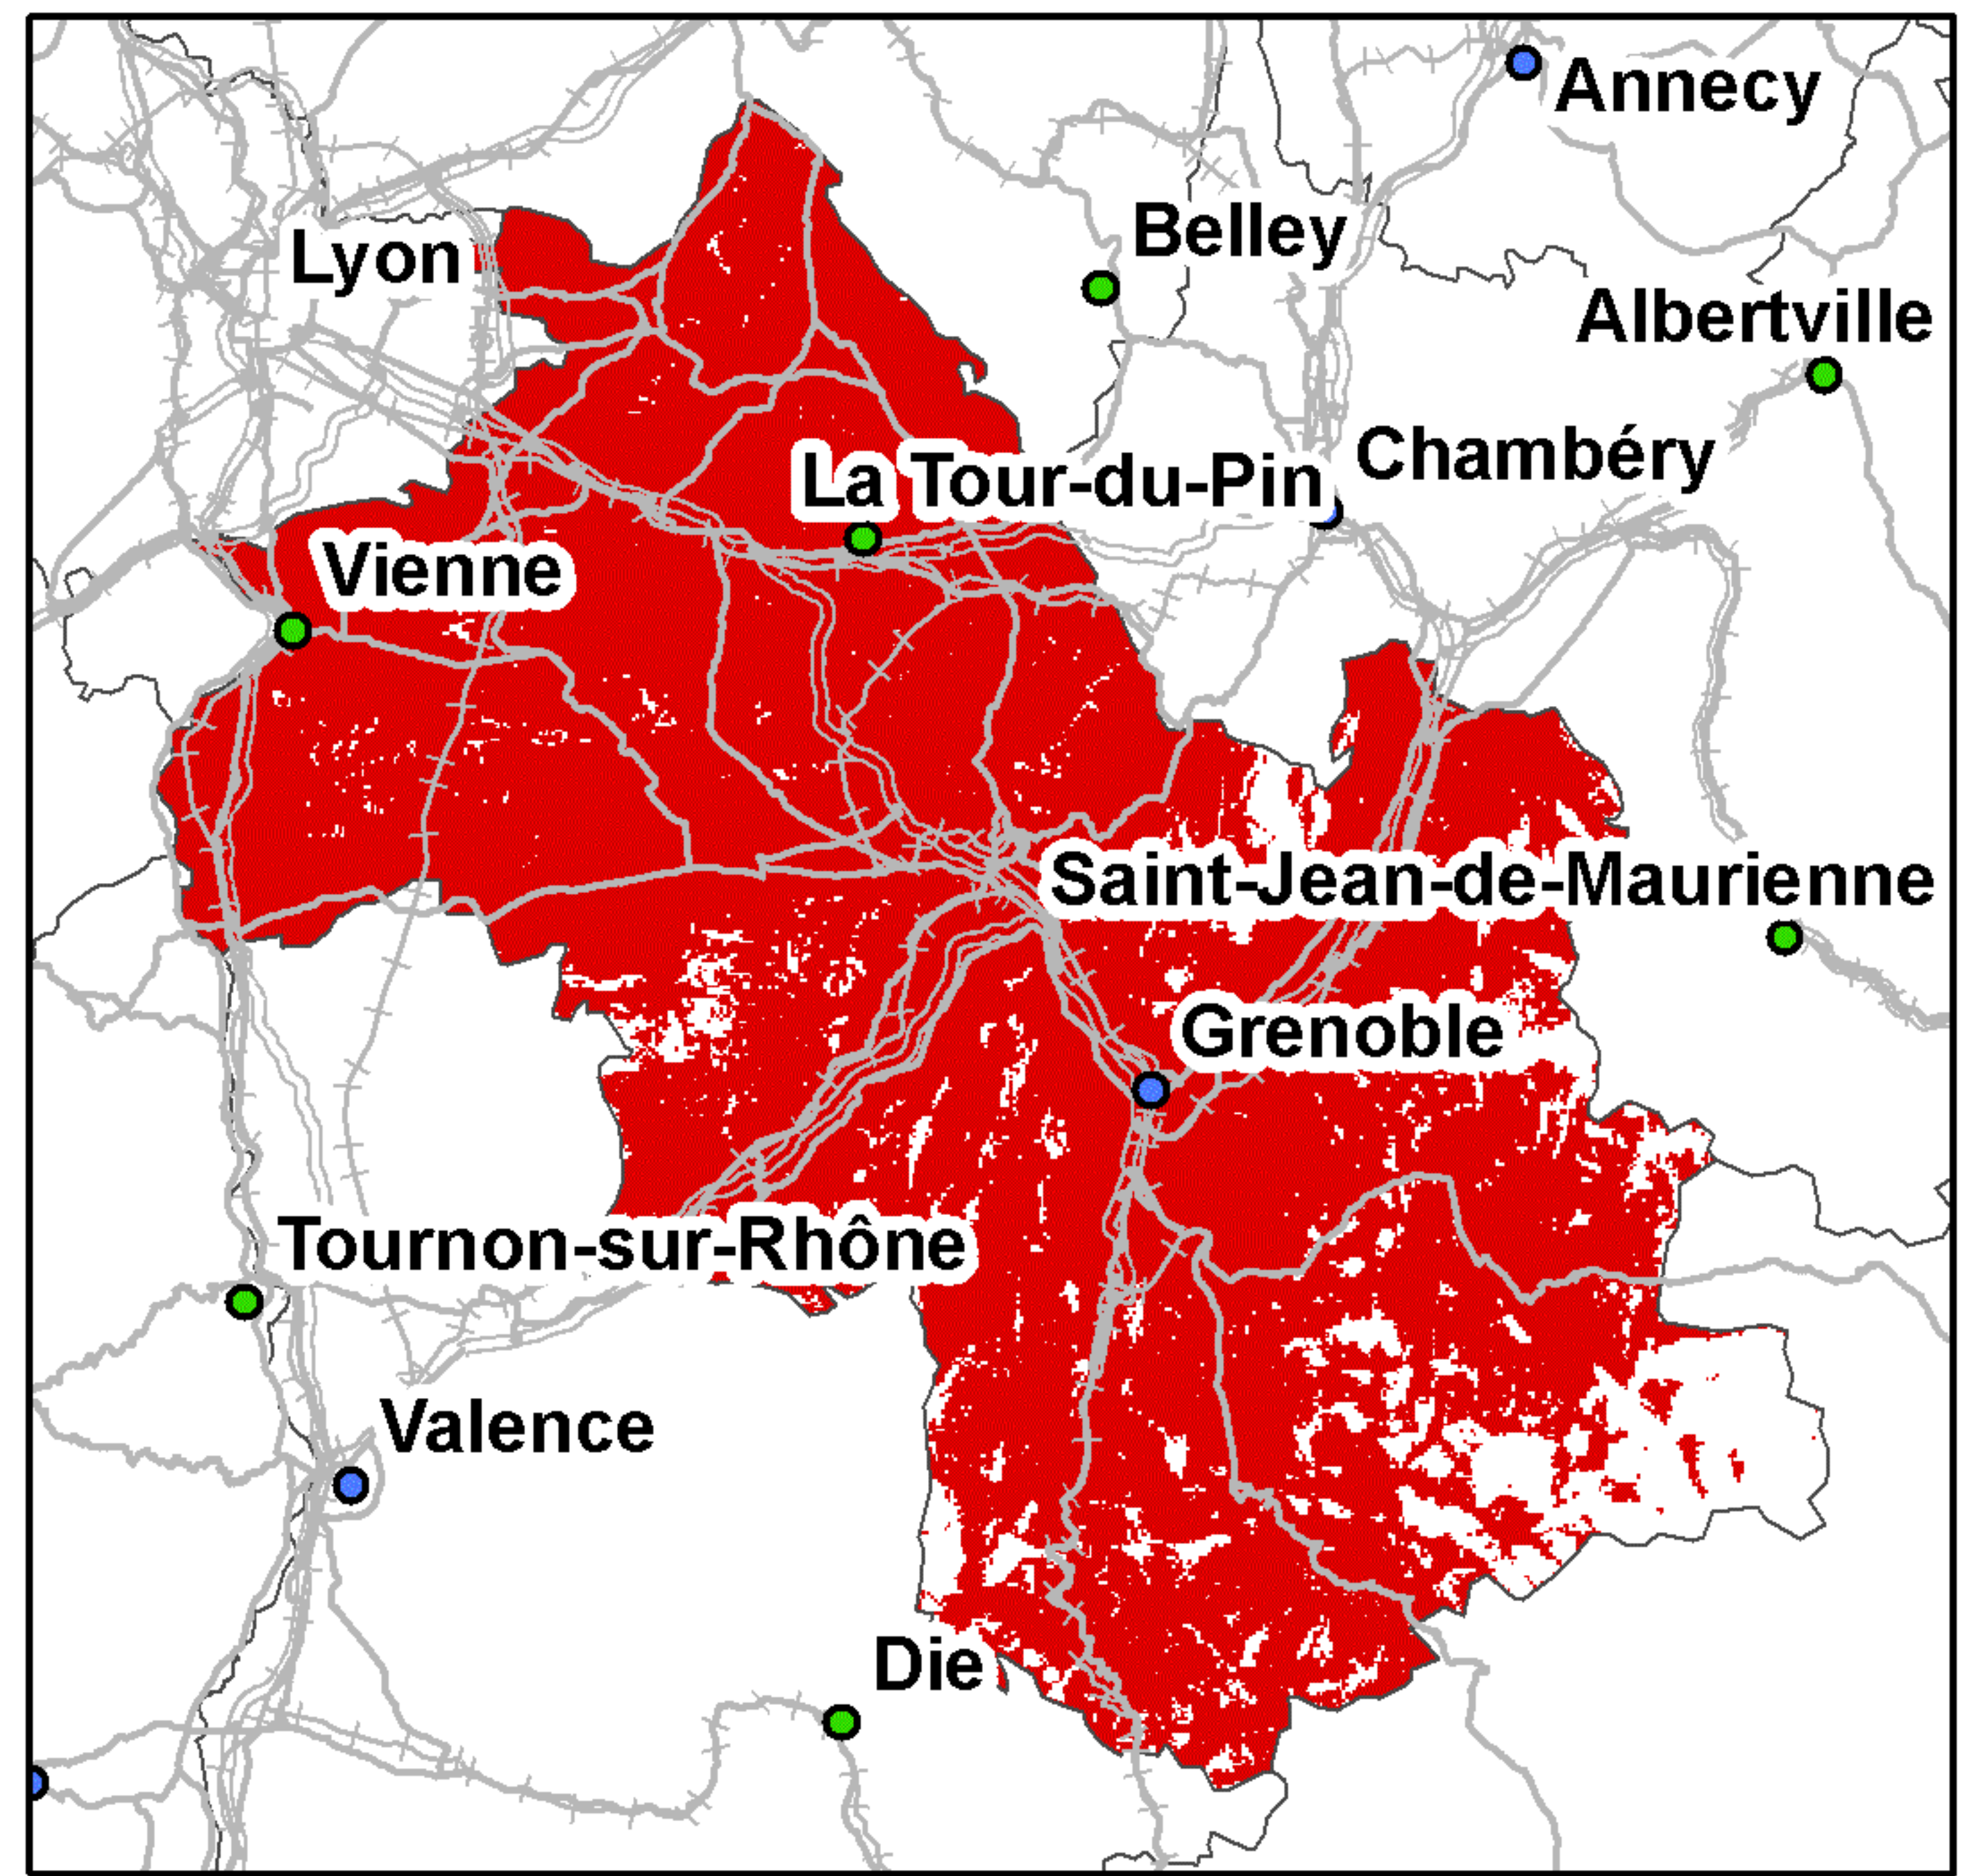 Annecy
Belley
Lyon
Albertville
Chambéry
La Tour-du-Pin
Vienne
Saint-Jean-de-Maurienne
Grenoble
Tournon-sur-Rhône
Valence
Die